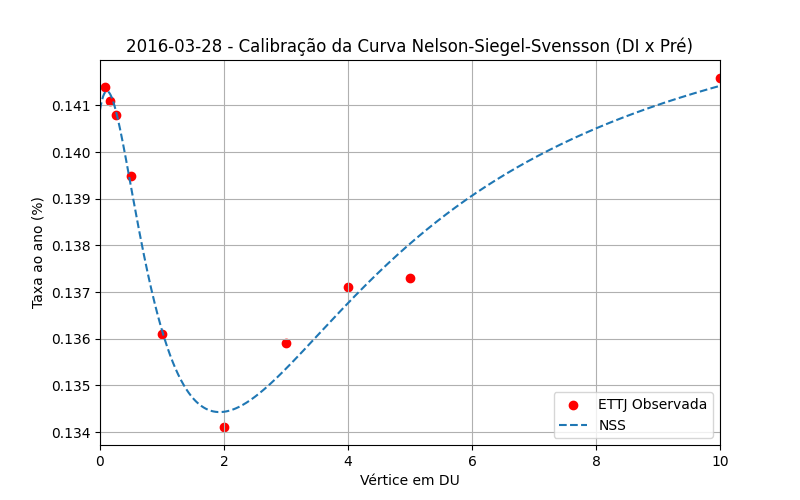 2016-03-28 - Calibração da Curva Nelson-Siegel-Svensson (DI x Pré)
Taxa ao ano (%)
0.141
0.140
0.139
0.138
0.137
0.136
0.135
0.134
ETTJ Observada
NSS
0 2 4 6 8 10
Vértice em DU